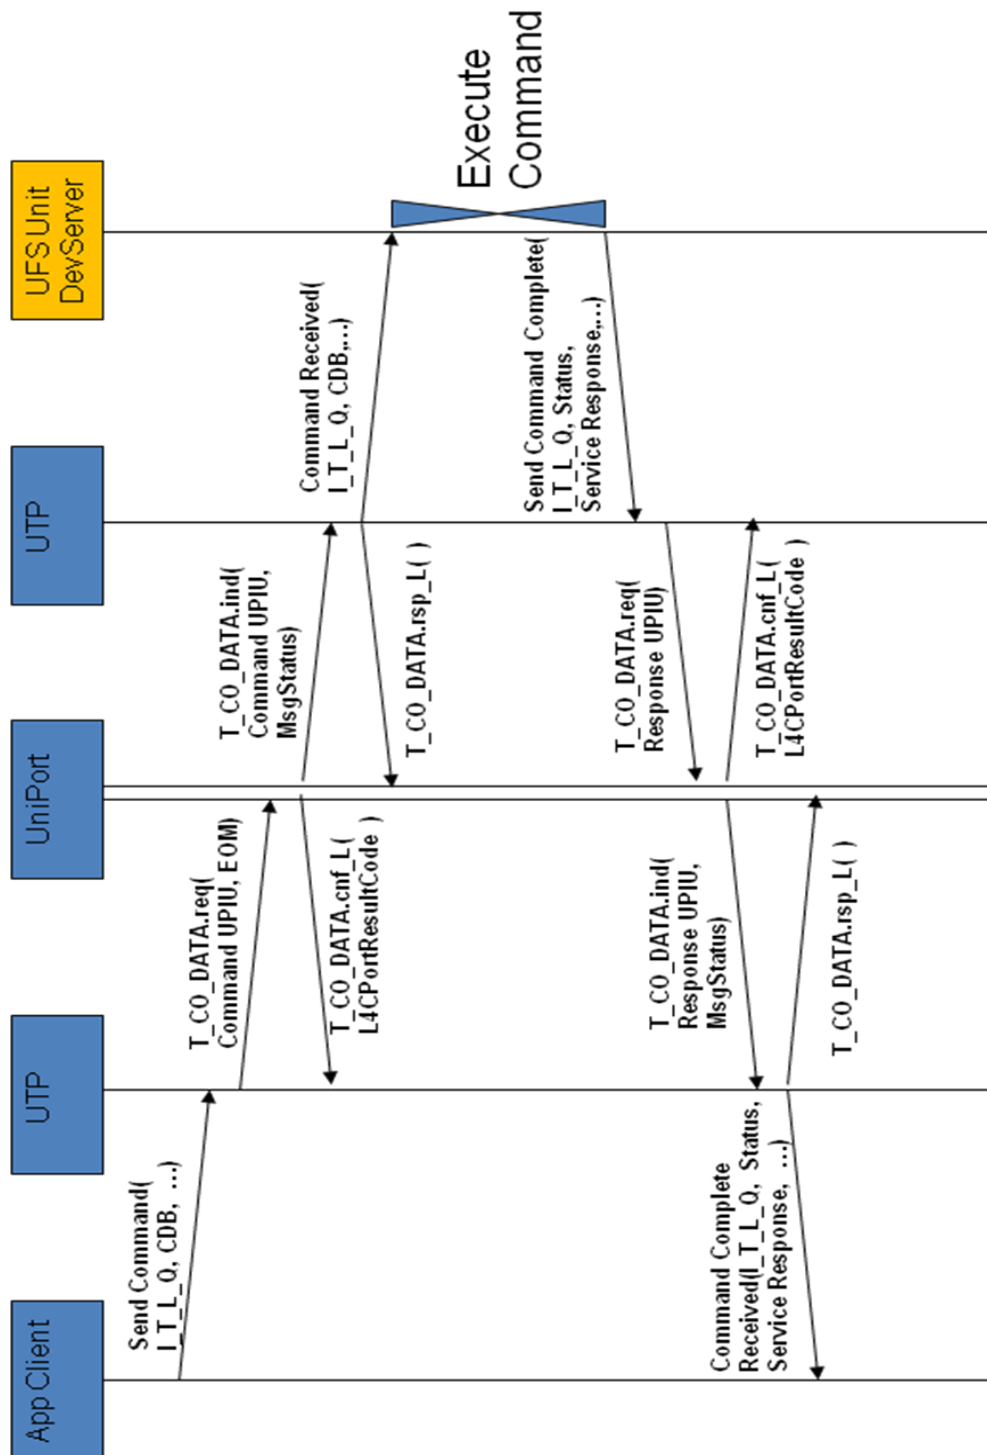 App Client
UTP
UniPort
UTP
UFS Unit
DevServer
Send Command(
I_T_L_Q, CDB, ...)
T_CO_DATA.req(
Command UPIU, EOM)
T_CO_DATA.ind(
Command UPIU,
MsgStatus)
T_CO_DATA.cnf_L(
L4CPortResultCode )
Command Received(
I_T_L_Q, CDB,...)
T_CO_DATA.rsp_L( )
Execute
Command
Send Command Complete(
I_T_L_Q, Status,
Service Response,...)
T_CO_DATA.req(
Response UPIU)
T_CO_DATA.ind(
Response UPIU,
MsgStatus)
T_CO_DATA.cnf_L(
L4CPortResultCode )
Command Complete
Received(I_T_L_Q, Status,
Service Response, ...)
T_CO_DATA.rsp_L( )